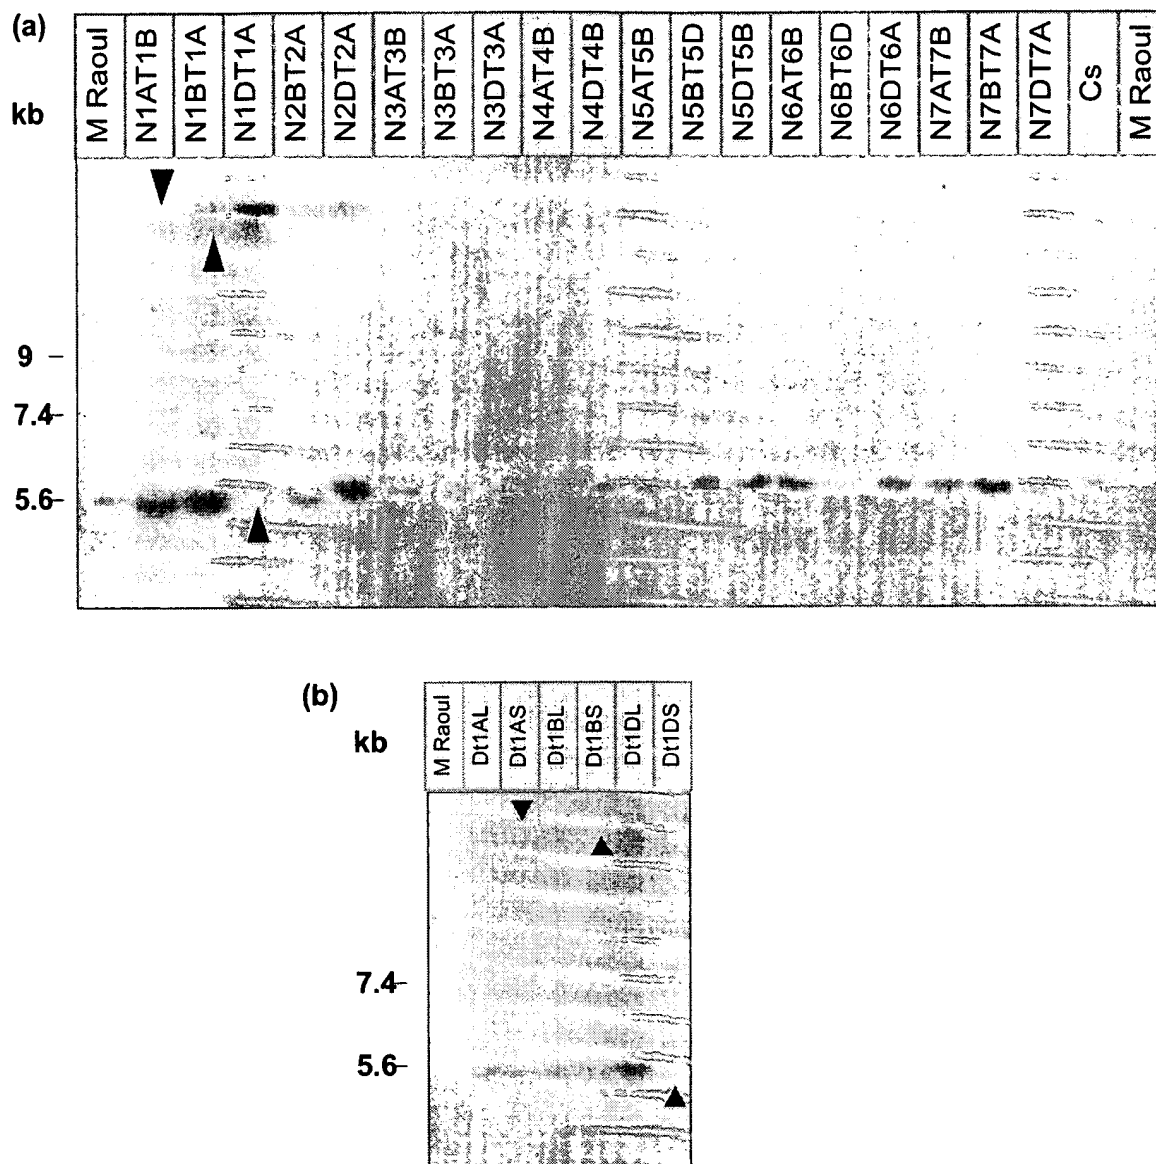 (a)
kb
M Raoul
N1AT1B
N1BT1A
N1DT1A
N2BT2A
N2DT2A
N3AT3B
N3BT3A
N3DT3A
N4AT4B
N4DT4B
N5AT5B
N5BT5D
N5DT5B
N6AT6B
N6BT6D
N6DT6A
N7AT7B
N7BT7A
N7DT7A
Cs
M Raoul
9
7.4
5.6
(b)
kb
M Raoul
Dt1AL
Dt1AS
Dt1BL
Dt1BS
Dt1DL
Dt1DS
7.4
5.6